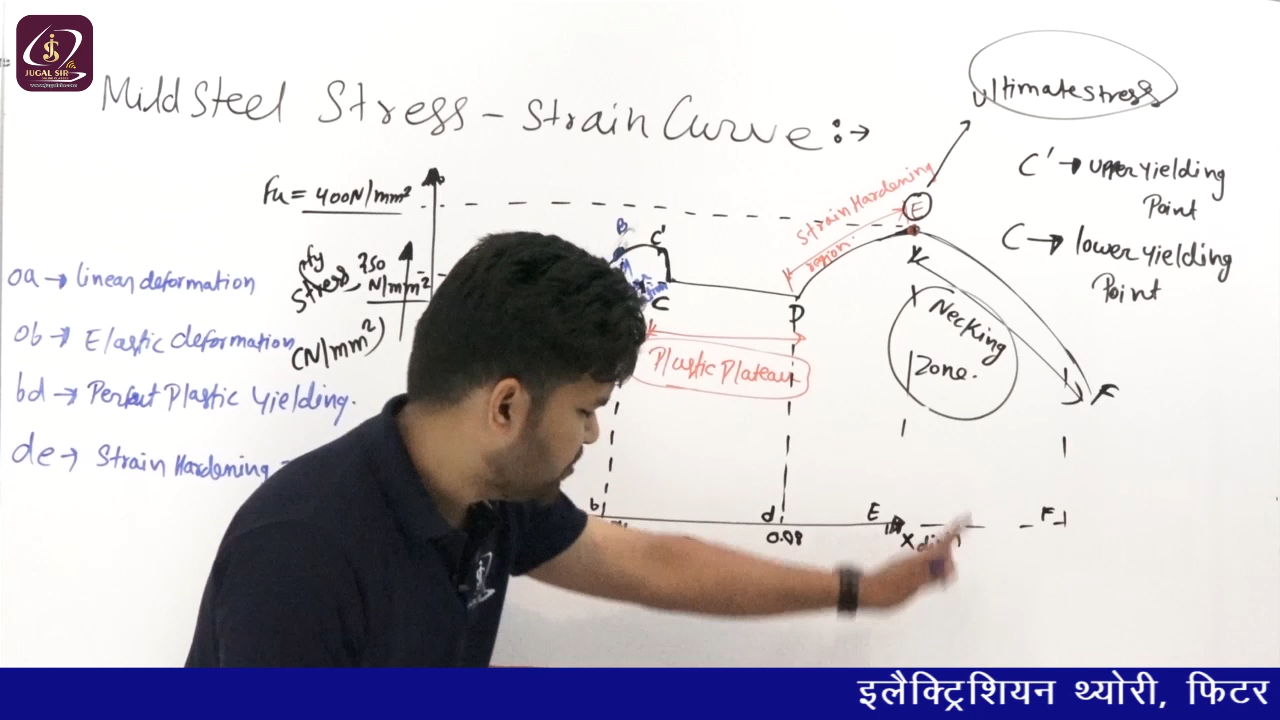 JUGAL SIR
Mild Steel Stress - Strain Curve :→
Ultimate stress
Fu = 400N/mm²
fy
Stress 250
N/mm²
(N/mm²)
oa → linear deformation
ob → Elastic deformation
bd → Perfect Plastic Yielding.
de → Strain Hardening
B
C'
C
Plastic Plateau
P
Strain Hardening
region.
E
C' → upper yielding
Point
C → lower yielding
Point
Necking
Zone.
F
b
d
E
F
0.08
X
इलैक्ट्रिशियन थ्योरी, फिटर